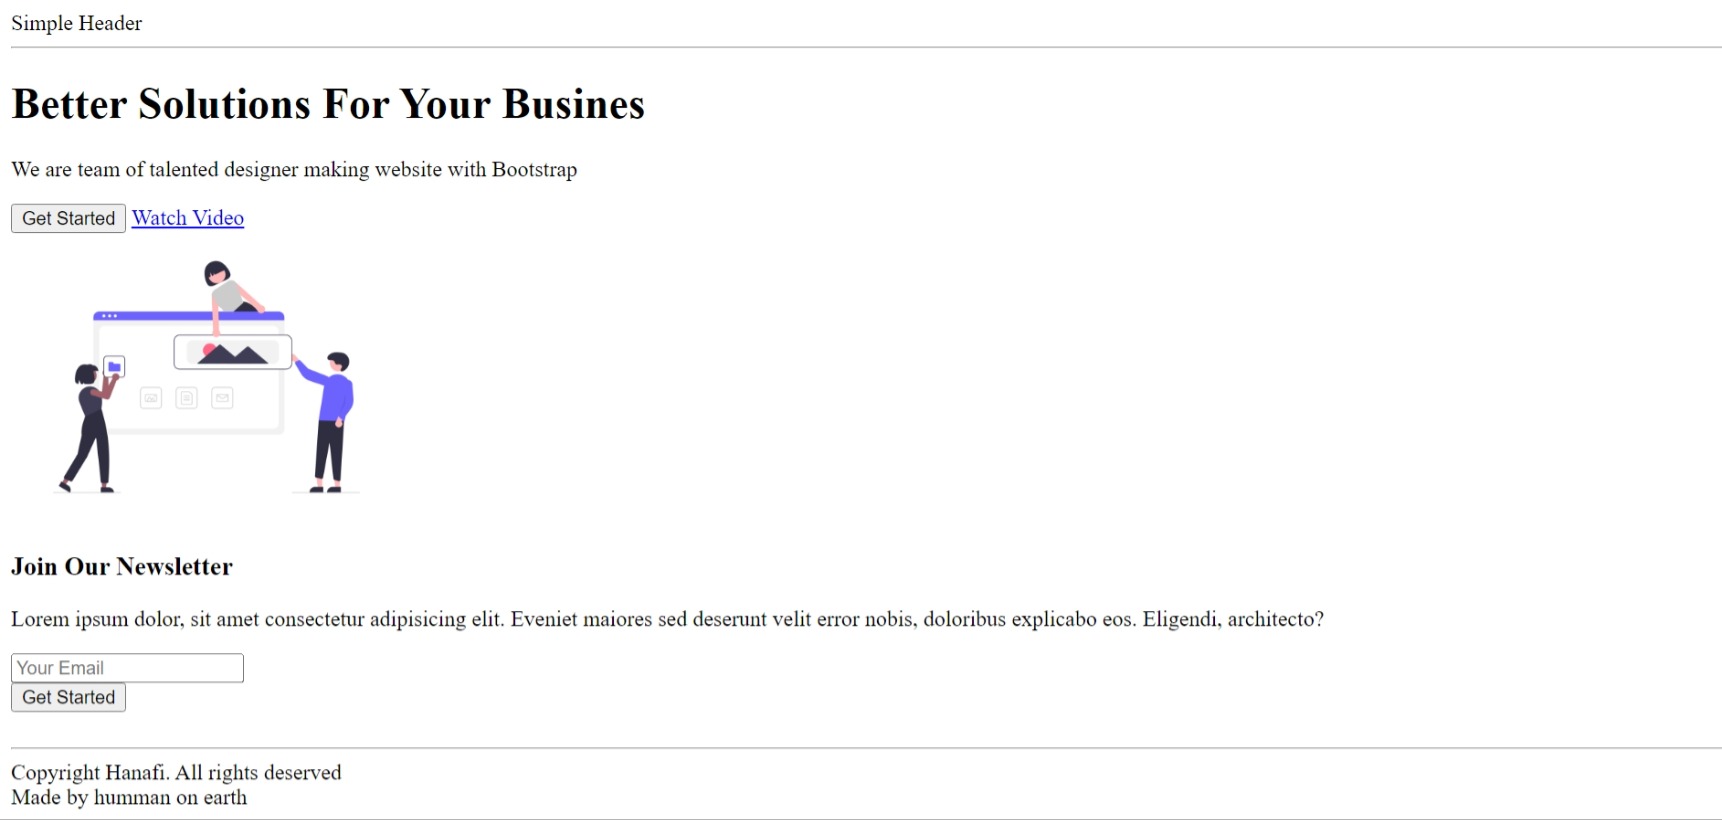 Simple Header
Better Solutions For Your Busines
We are team of talented designer making website with Bootstrap
Get Started Watch Video
Join Our Newsletter
Lorem ipsum dolor, sit amet consectetur adipisicing elit. Eveniet maiores sed deserunt velit error nobis, doloribus explicabo eos. Eligendi, architecto?
Your Email
Get Started
Copyright Hanafi. All rights deserved
Made by humman on earth